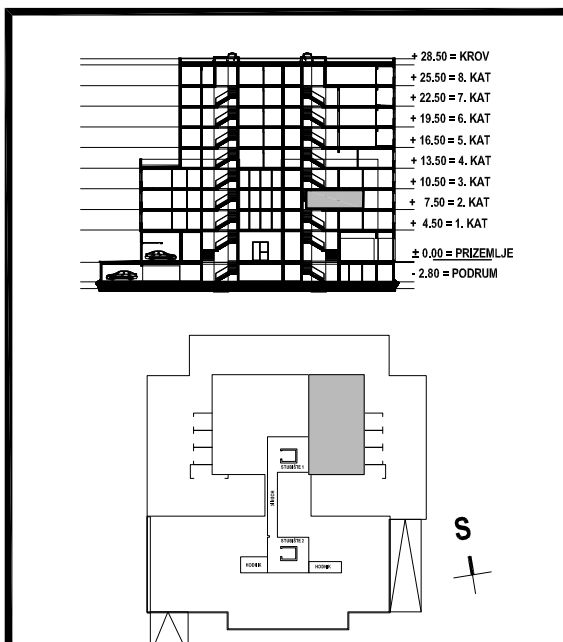 + 28.50 = KROV
+ 25.50 = 8. KAT
+ 22.50 = 7. KAT
+ 19.50 = 6. KAT
+ 16.50 = 5. KAT
+ 13.50 = 4. KAT
+ 10.50 = 3. KAT
+ 7.50 = 2. KAT
+ 4.50 = 1. KAT
± 0.00 = PRIZEMLJE
- 2.80 = PODRUM
STUBIŠTE 1
HODNIK
STUBIŠTE 2
HODNIK
HODNIK
S